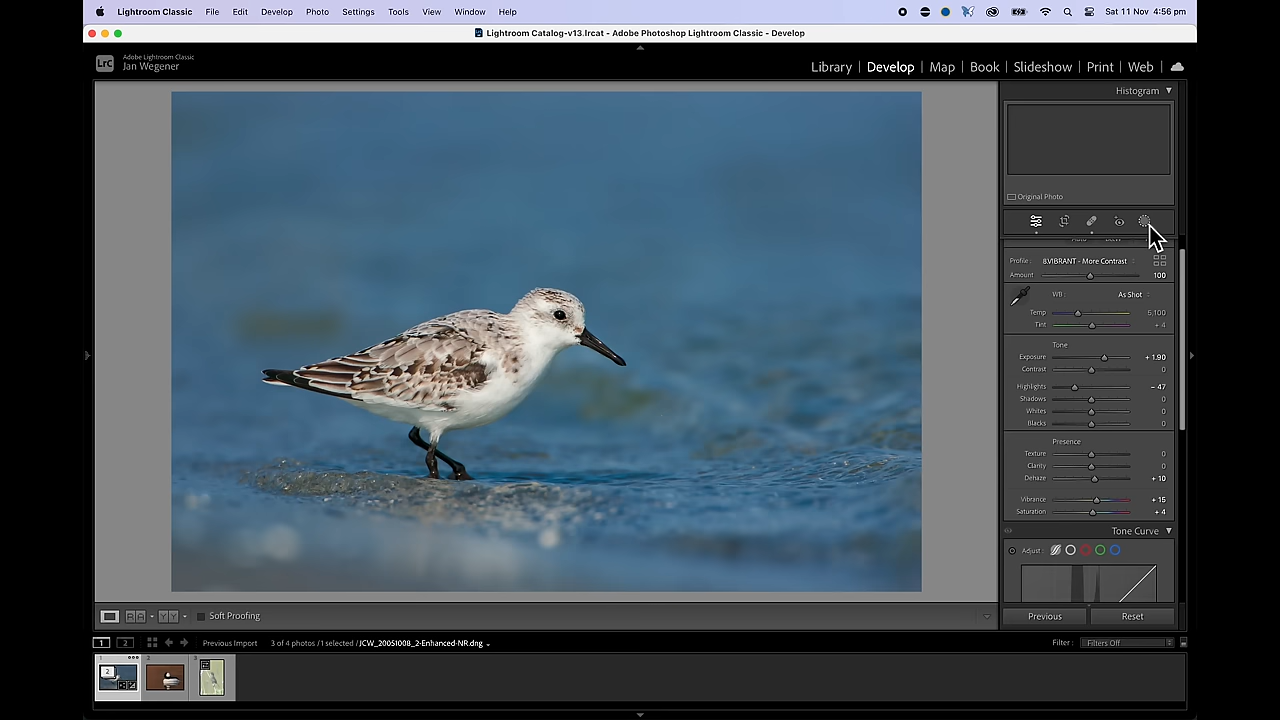 Lightroom Classic File Edit Develop Photo Settings Tools View Window Help Sat 11 Nov 4:56 pm
Lightroom Catalog-v13.lrcat - Adobe Photoshop Lightroom Classic - Develop
LrC Adobe Lightroom Classic
Jan Wegener
Library | Develop | Map | Book | Slideshow | Print | Web
Histogram
Original Photo
Profile : B.VIBRANT - More Contrast
Amount 100
WB : As Shot
Temp 5,100
Tint + 4
Tone
Exposure + 1.90
Contrast 0
Highlights - 47
Shadows 0
Whites 0
Blacks 0
Presence
Texture 0
Clarity 0
Dehaze + 10
Vibrance + 15
Saturation + 4
Tone Curve
Adjust :
Soft Proofing
Previous Reset
1 2 Previous Import 3 of 4 photos /1 selected /JCW_20051008_2-Enhanced-NR.dng Filter : Filters Off
1 2 3
2